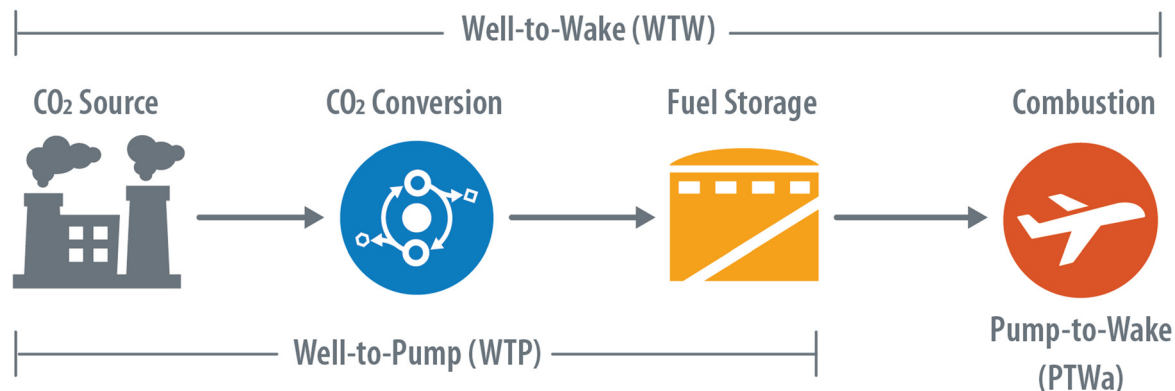 Well-to-Wake (WTW)
CO₂ Source
CO₂ Conversion
Fuel Storage
Combustion
Well-to-Pump (WTP)
Pump-to-Wake
(PTWa)